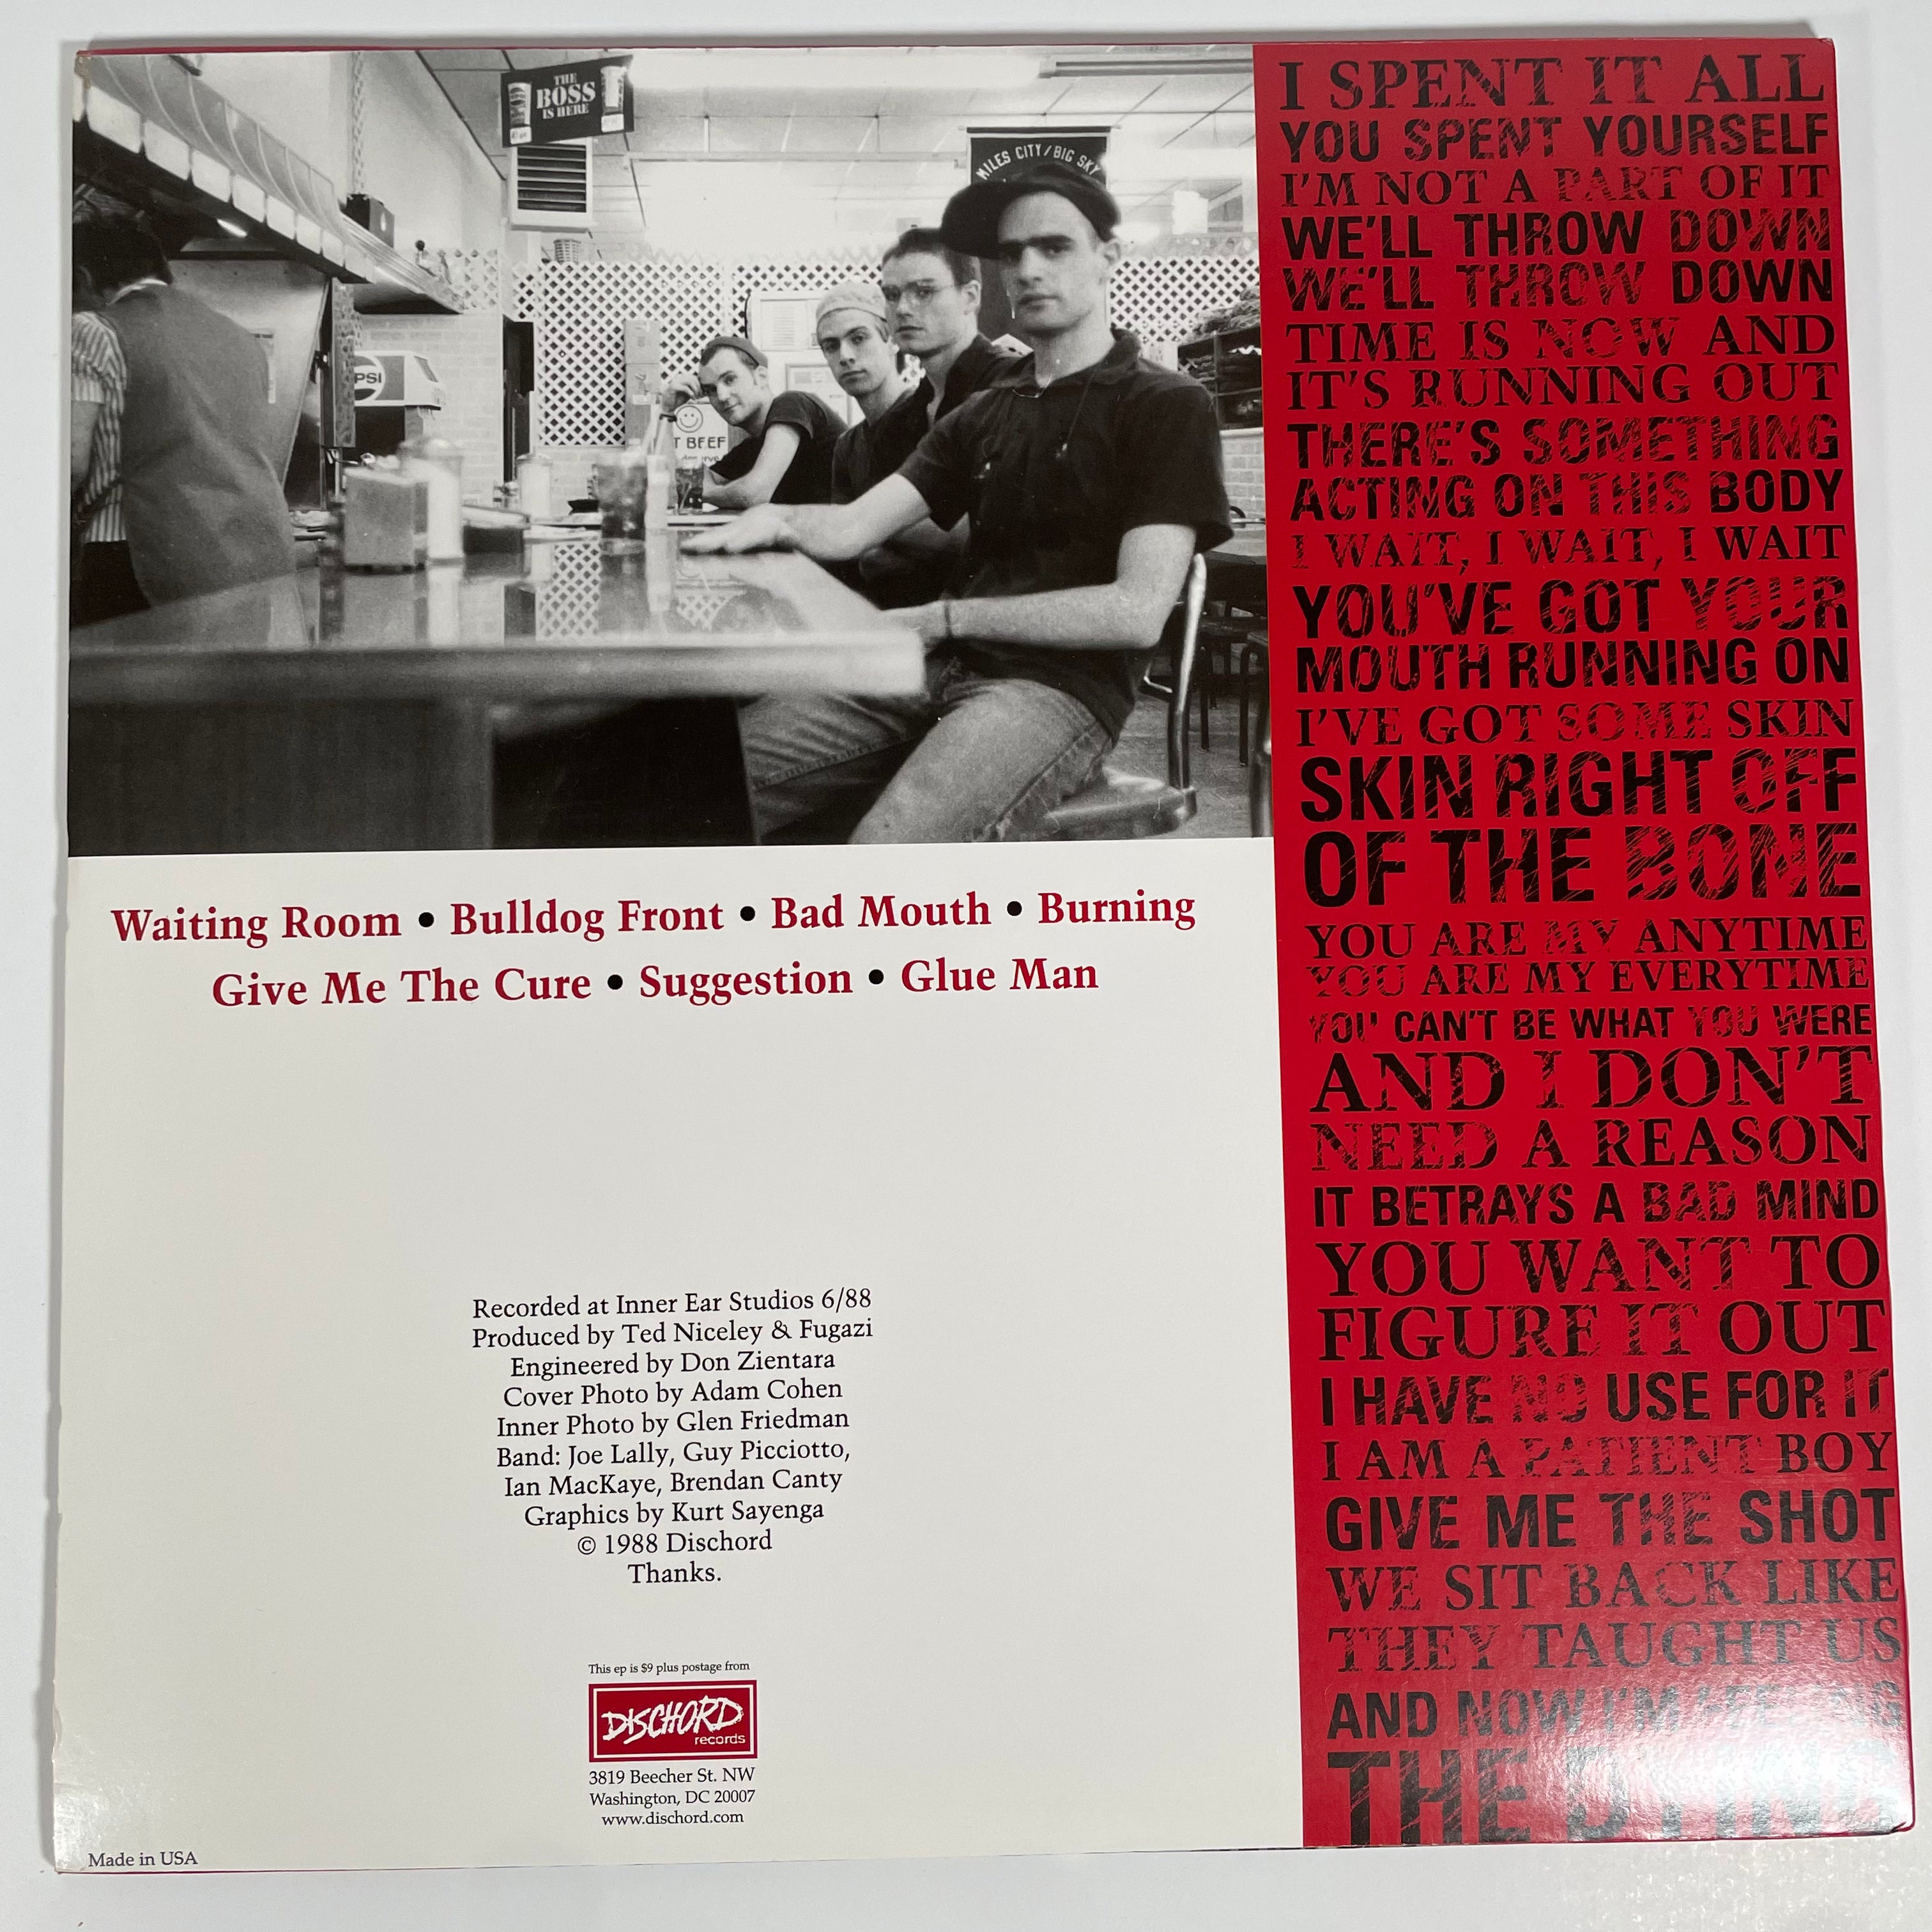 THE
BOSS
IS HERE
MILES CITY/BIG SKY
PSI
T BEEF
Waiting Room • Bulldog Front • Bad Mouth • Burning
Give Me The Cure • Suggestion • Glue Man
Recorded at Inner Ear Studios 6/88
Produced by Ted Niceley & Fugazi
Engineered by Don Zientara
Cover Photo by Adam Cohen
Inner Photo by Glen Friedman
Band: Joe Lally, Guy Picciotto,
Ian MacKaye, Brendan Canty
Graphics by Kurt Sayenga
© 1988 Dischord
Thanks.
This ep is $9 plus postage from
DISCHORD
records
3819 Beecher St. NW
Washington, DC 20007
www.dischord.com
Made in USA
I SPENT IT ALL
YOU SPENT YOURSELF
I'M NOT A PART OF IT
WE'LL THROW DOWN
WE'LL THROW DOWN
TIME IS NOW AND
IT'S RUNNING OUT
THERE'S SOMETHING
ACTING ON THIS BODY
I WAIT, I WAIT, I WAIT
YOU'VE GOT YOUR
MOUTH RUNNING ON
I'VE GOT SOME SKIN
SKIN RIGHT OFF
OF THE BONE
YOU ARE MY ANYTIME
YOU ARE MY EVERYTIME
YOU CAN'T BE WHAT YOU WERE
AND I DON'T
NEED A REASON
IT BETRAYS A BAD MIND
YOU WANT TO
FIGURE IT OUT
I HAVE NO USE FOR IT
I AM A PATIENT BOY
GIVE ME THE SHOT
WE SIT BACK LIKE
THEY TAUGHT US
AND NOW I'M FEELING
THE DYING